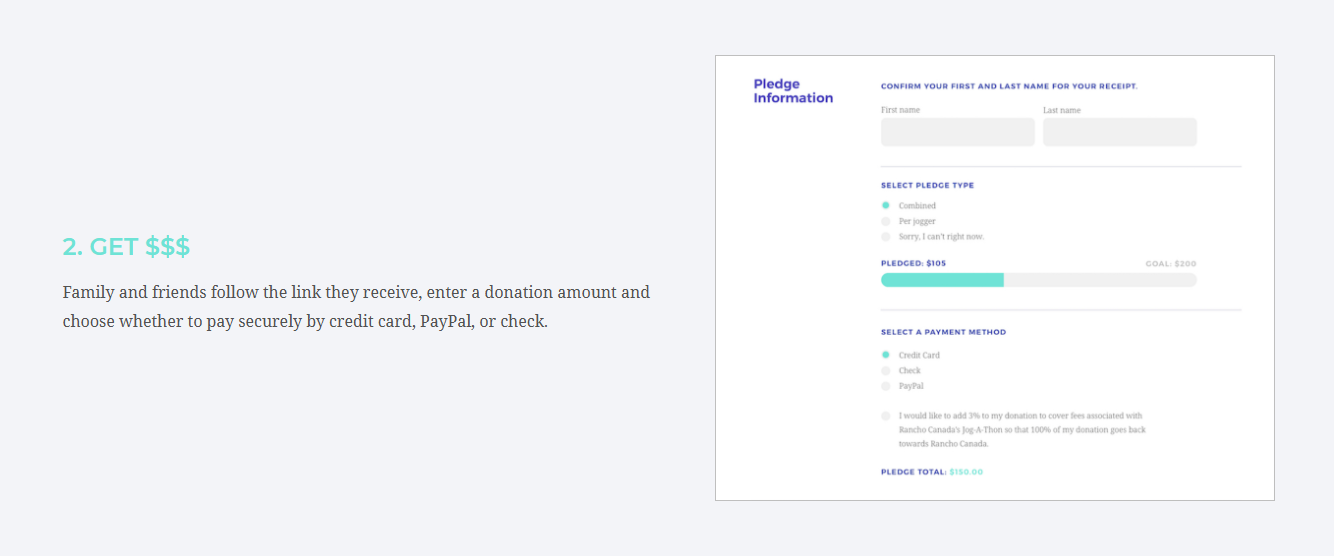 2. GET $$$
Family and friends follow the link they receive, enter a donation amount and
choose whether to pay securely by credit card, PayPal, or check.
Pledge
Information
CONFIRM YOUR FIRST AND LAST NAME FOR YOUR RECEIPT.
First name
Last name
SELECT PLEDGE TYPE
Combined
Per jogger
Sorry, I can't right now.
PLEDGED: $105
GOAL: $200
SELECT A PAYMENT METHOD
Credit Card
Check
PayPal
I would like to add 3% to my donation to cover fees associated with
Rancho Canada's Jog-A-Thon so that 100% of my donation goes back
towards Rancho Canada.
PLEDGE TOTAL: $150.00